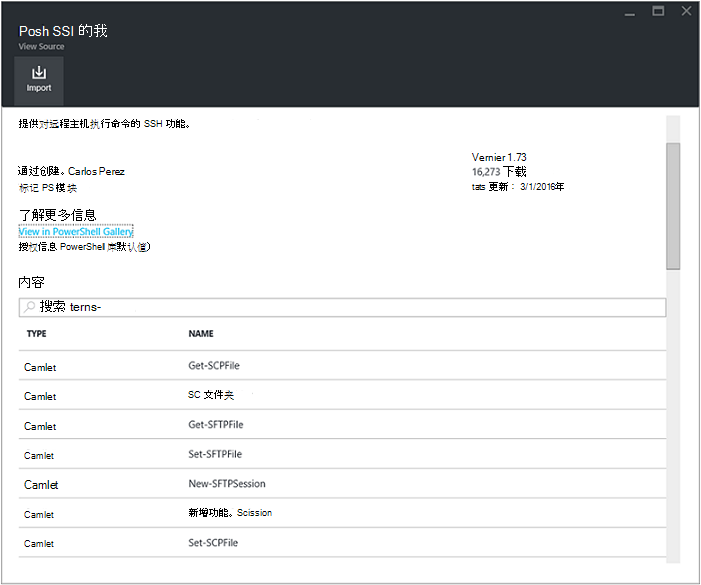 Posh SSI 的我
View Source
Import
提供对远程主机执行命令的 SSH 功能。
通过创建。Carlos Perez
标记 PS 模块
Vernier 1.73
16,273 下载
tats 更新： 3/1/2016年
了解更多信息
View in PowerShell Gallery
授权信息 PowerShell 库默认值)
内容
搜索 terns-
TYPE NAME
Camlet Get-SCPFile
Camlet SC 文件夹
Camlet Get-SFTPFile
Camlet Set-SFTPFile
Camlet New-SFTPSession
Camlet 新增功能。Scission
Camlet Set-SCPFile